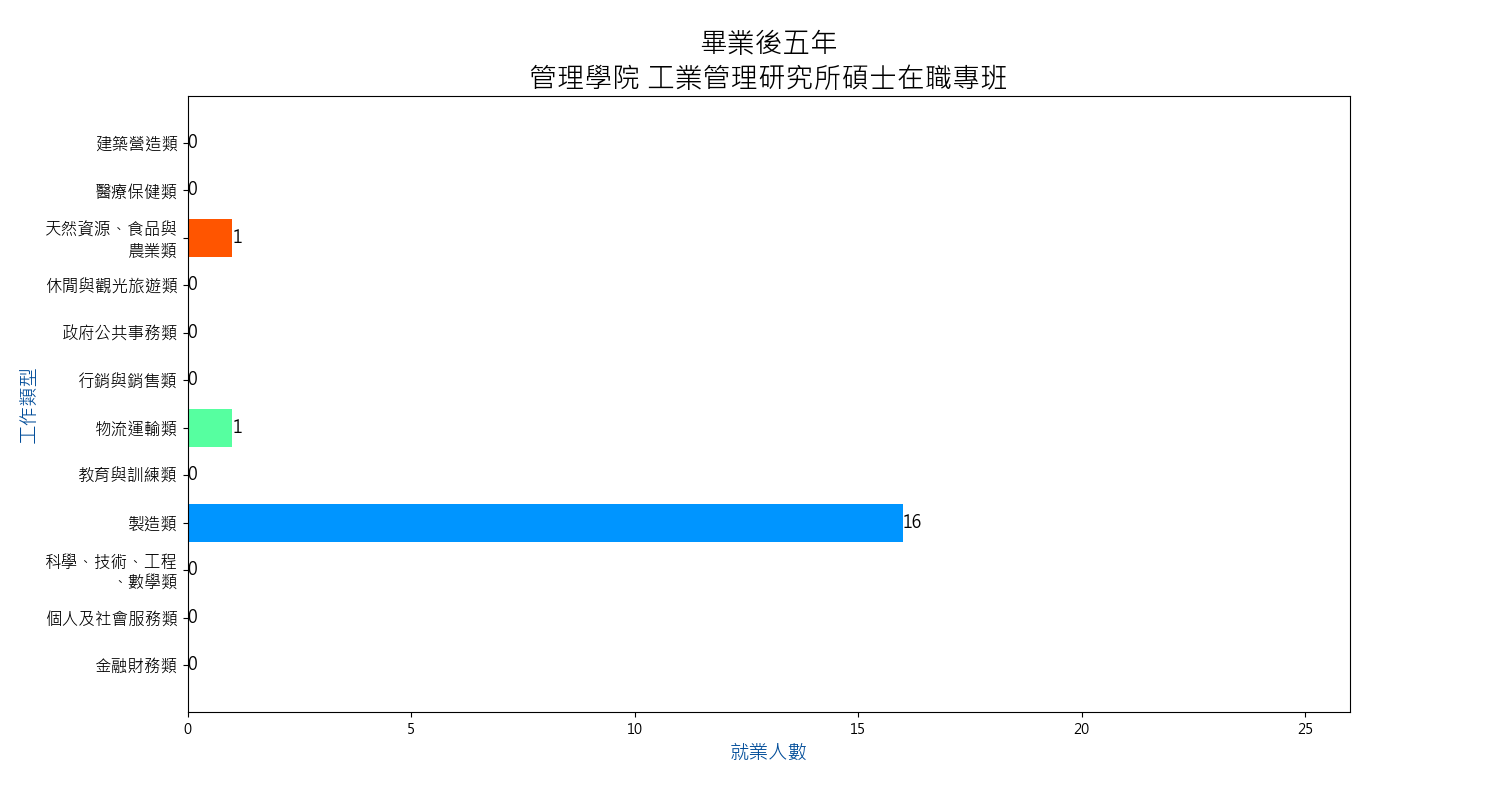 畢業後五年
管理學院 工業管理研究所碩士在職專班
建築營造類 0
醫療保健類 0
天然資源、食品與
農業類 1
休閒與觀光旅遊類 0
政府公共事務類 0
行銷與銷售類 0
物流運輸類 1
教育與訓練類 0
製造類 16
科學、技術、工程
、數學類 0
個人及社會服務類 0
金融財務類 0
工作類型
0 5 10 15 20 25
就業人數